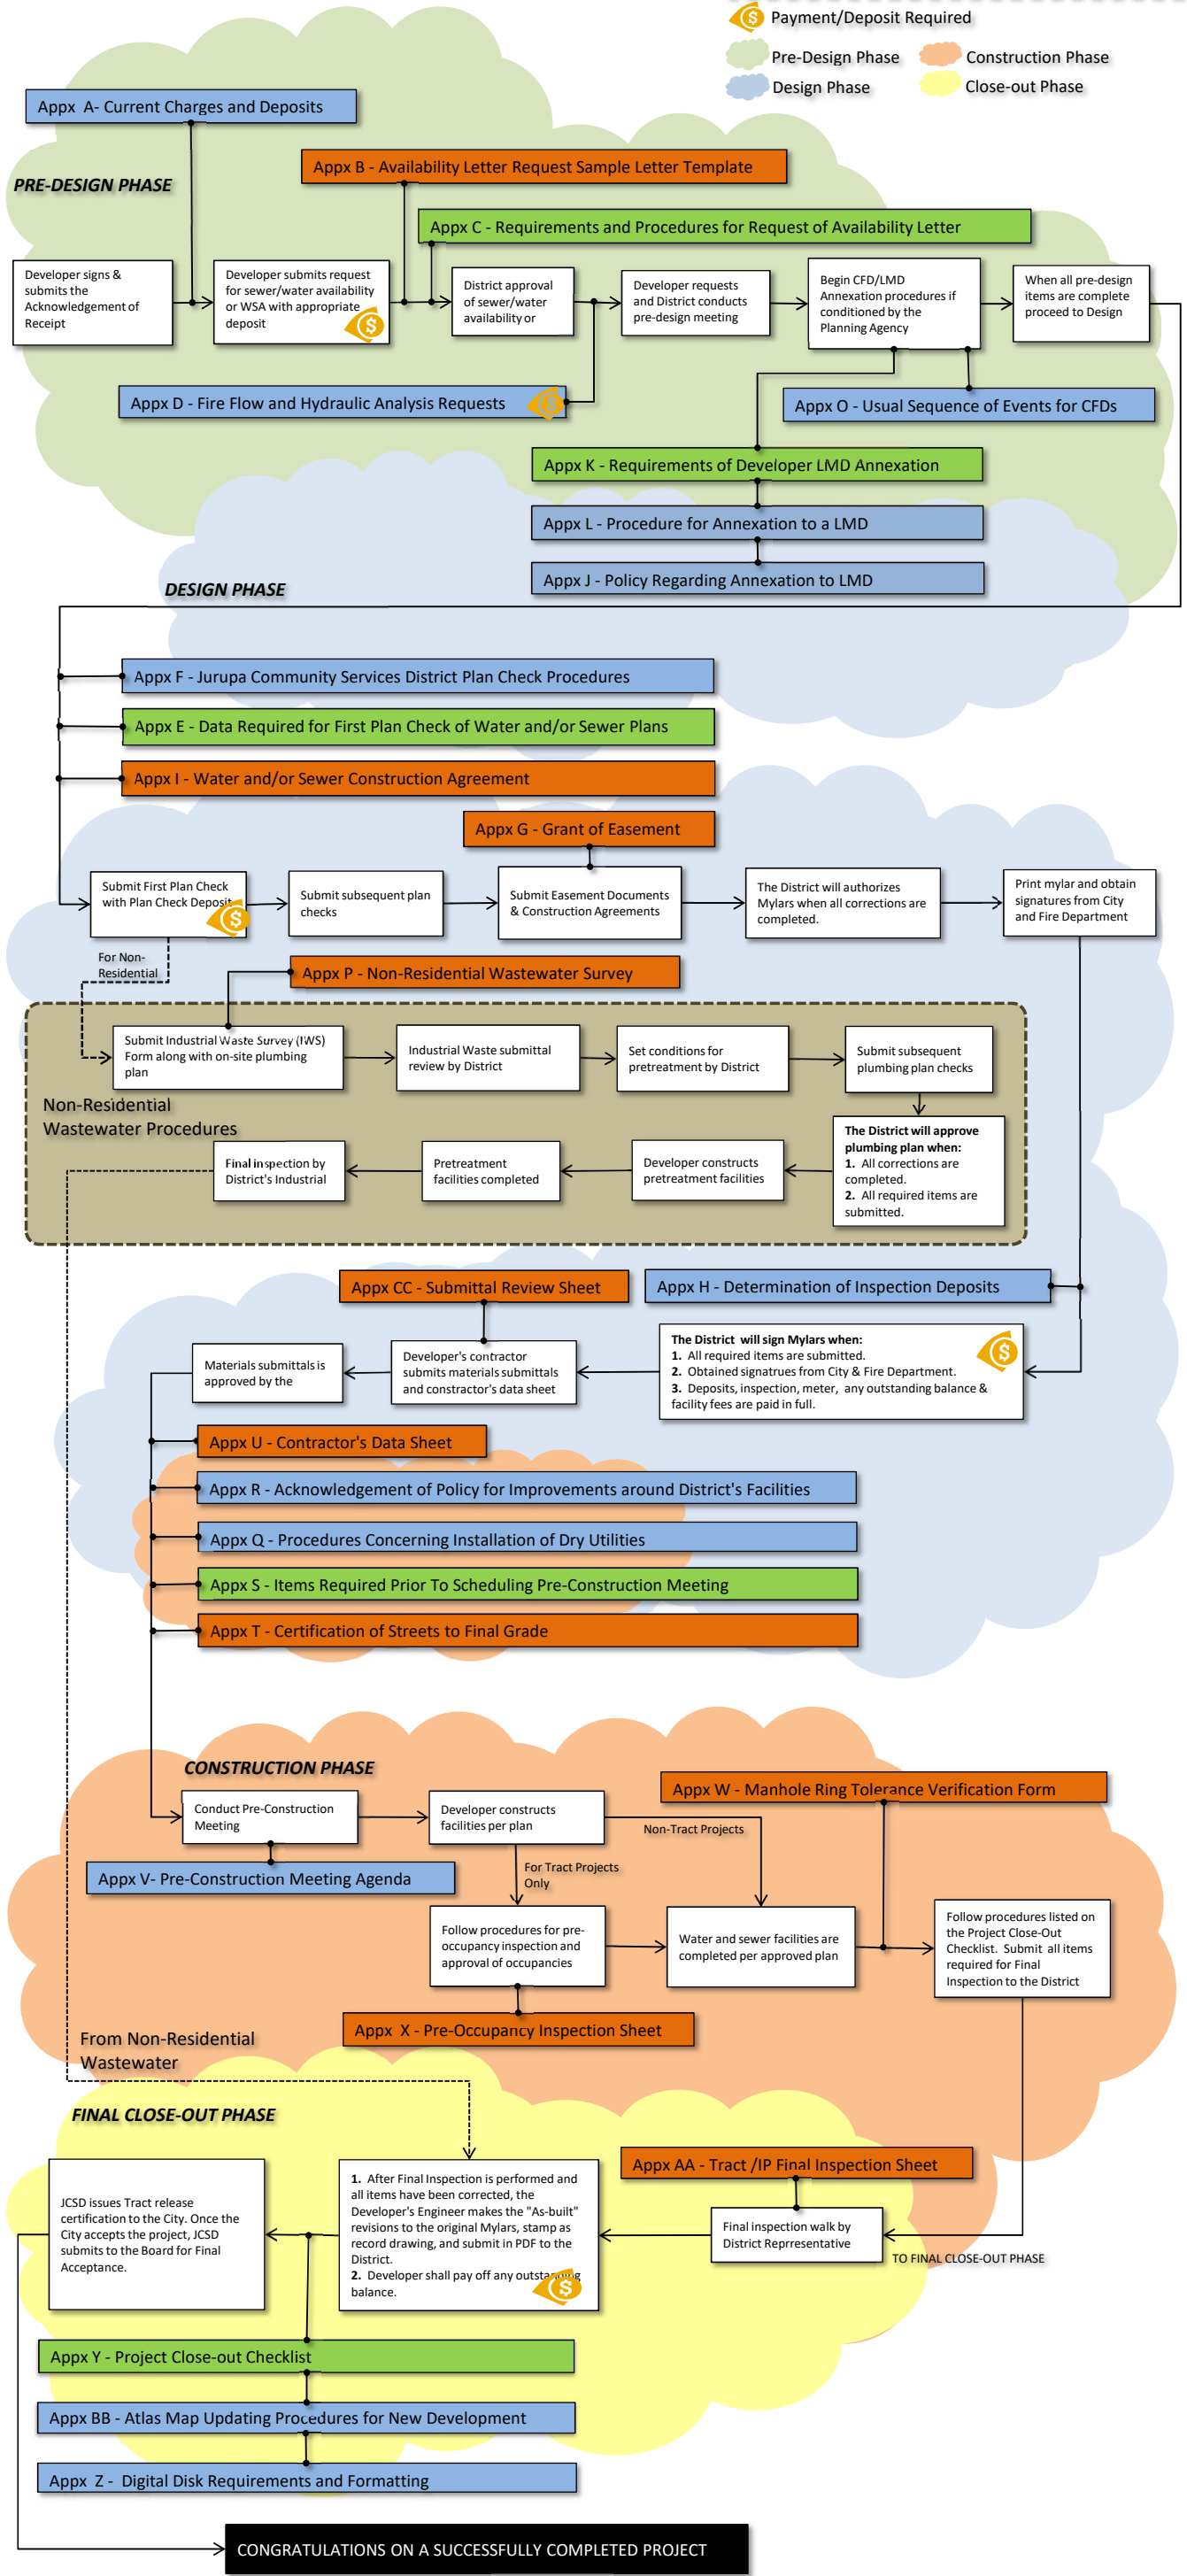 Payment/Deposit Required
Pre-Design Phase
Construction Phase
Design Phase
Close-out Phase
Appx A- Current Charges and Deposits
Appx B - Availability Letter Request Sample Letter Template
PRE-DESIGN PHASE
Appx C - Requirements and Procedures for Request of Availability Letter
Developer signs &
submits the
Acknowledgement of
Receipt
Developer submits request
for sewer/water availability
or WSA with appropriate
deposit
District approval
of sewer/water
availability or
Developer requests
and District conducts
pre-design meeting
Begin CFD/LMD
Annexation procedures if
conditioned by the
Planning Agency
When all pre-design
items are complete
proceed to Design
Appx D - Fire Flow and Hydraulic Analysis Requests
Appx O - Usual Sequence of Events for CFDs
Appx K - Requirements of Developer LMD Annexation
Appx L - Procedure for Annexation to a LMD
Appx J - Policy Regarding Annexation to LMD
DESIGN PHASE
Appx F - Jurupa Community Services District Plan Check Procedures
Appx E - Data Required for First Plan Check of Water and/or Sewer Plans
Appx I - Water and/or Sewer Construction Agreement
Appx G - Grant of Easement
Submit First Plan Check
with Plan Check Deposit
Submit subsequent plan
checks
Submit Easement Documents
& Construction Agreements
The District will authorizes
Mylars when all corrections are
completed.
Print mylar and obtain
signatures from City
and Fire Department
For Non-
Residential
Appx P - Non-Residential Wastewater Survey
Submit Industrial Waste Survey (IWS)
Form along with on-site plumbing
plan
Industrial Waste submittal
review by District
Set conditions for
pretreatment by District
Submit subsequent
plumbing plan checks
Non-Residential
Wastewater Procedures
The District will approve
plumbing plan when:
1. All corrections are
completed.
2. All required items are
submitted.
Developer constructs
pretreatment facilities
Pretreatment
facilities completed
Final inspection by
District's Industrial
Appx CC - Submittal Review Sheet
Appx H - Determination of Inspection Deposits
The District will sign Mylars when:
1. All required items are submitted.
2. Obtained signatrues from City & Fire Department.
3. Deposits, inspection, meter, any outstanding balance &
facility fees are paid in full.
Developer's contractor
submits materials submittals
and constractor's data sheet
Materials submittals is
approved by the
Appx U - Contractor's Data Sheet
Appx R - Acknowledgement of Policy for Improvements around District's Facilities
Appx Q - Procedures Concerning Installation of Dry Utilities
Appx S - Items Required Prior To Scheduling Pre-Construction Meeting
Appx T - Certification of Streets to Final Grade
CONSTRUCTION PHASE
Appx W - Manhole Ring Tolerance Verification Form
Conduct Pre-Construction
Meeting
Developer constructs
facilities per plan
Non-Tract Projects
Appx V- Pre-Construction Meeting Agenda
For Tract Projects
Only
Follow procedures for pre-
occupancy inspection and
approval of occupancies
Water and sewer facilities are
completed per approved plan
Follow procedures listed on
the Project Close-Out
Checklist. Submit all items
required for Final
Inspection to the District
Appx X - Pre-Occupancy Inspection Sheet
From Non-Residential
Wastewater
FINAL CLOSE-OUT PHASE
Appx AA - Tract /IP Final Inspection Sheet
JCSD issues Tract release
certification to the City. Once the
City accepts the project, JCSD
submits to the Board for Final
Acceptance.
1. After Final Inspection is performed and
all items have been corrected, the
Developer's Engineer makes the "As-built"
revisions to the original Mylars, stamp as
record drawing, and submit in PDF to the
District.
2. Developer shall pay off any outstanding
balance.
Final inspection walk by
District Representative
TO FINAL CLOSE-OUT PHASE
Appx Y - Project Close-out Checklist
Appx BB - Atlas Map Updating Procedures for New Development
Appx Z - Digital Disk Requirements and Formatting
CONGRATULATIONS ON A SUCCESSFULLY COMPLETED PROJECT